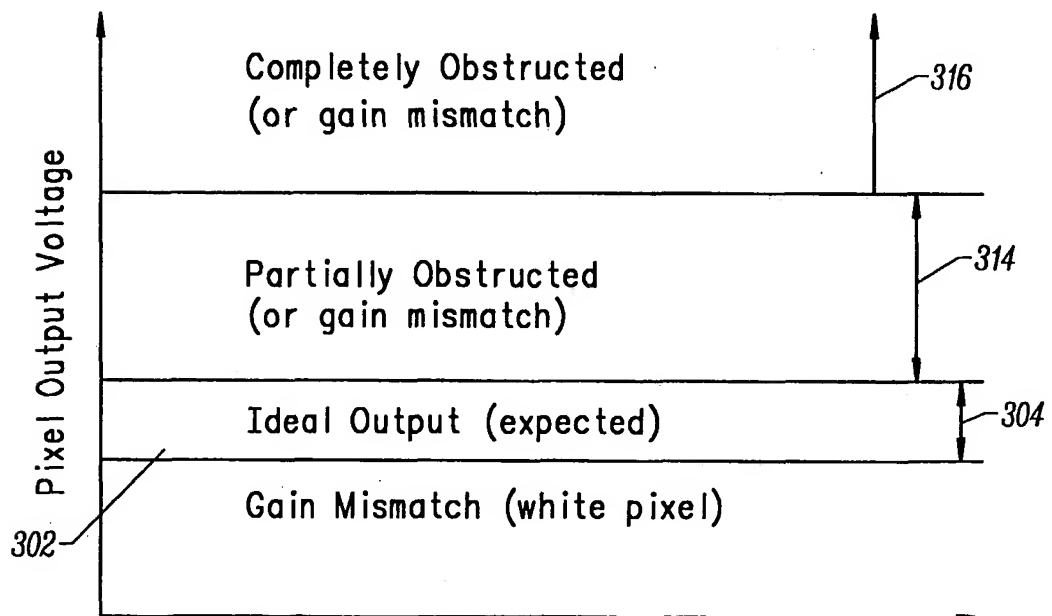 Completely Obstructed
(or gain mismatch)
316
Partially Obstructed
(or gain mismatch)
314
Ideal Output (expected)
304
Gain Mismatch (white pixel)
302
Pixel Output Voltage